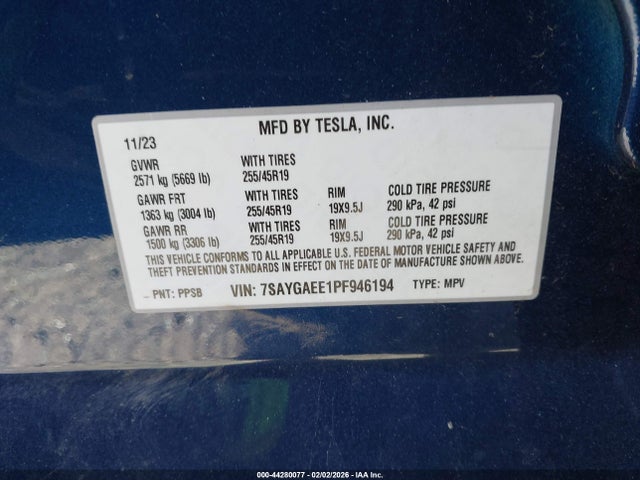 MFD BY TESLA, INC.
11/23
GVWR WITH TIRES
2571 kg (5669 lb) 255/45R19
GAWR FRT WITH TIRES RIM COLD TIRE PRESSURE
1363 kg (3004 lb) 255/45R19 19X9.5J 290 kPa, 42 psi
GAWR RR WITH TIRES RIM COLD TIRE PRESSURE
1500 kg (3306 lb) 255/45R19 19X9.5J 290 kPa, 42 psi
THIS VEHICLE CONFORMS TO ALL APPLICABLE U.S. FEDERAL MOTOR VEHICLE SAFETY AND
THEFT PREVENTION STANDARDS IN EFFECT ON THE DATE OF MANUFACTURE SHOWN ABOVE.
PNT: PPSB VIN: 7SAYGAEE1PF946194 TYPE: MPV
000-44280077 - 02/02/2026 - IAA Inc.